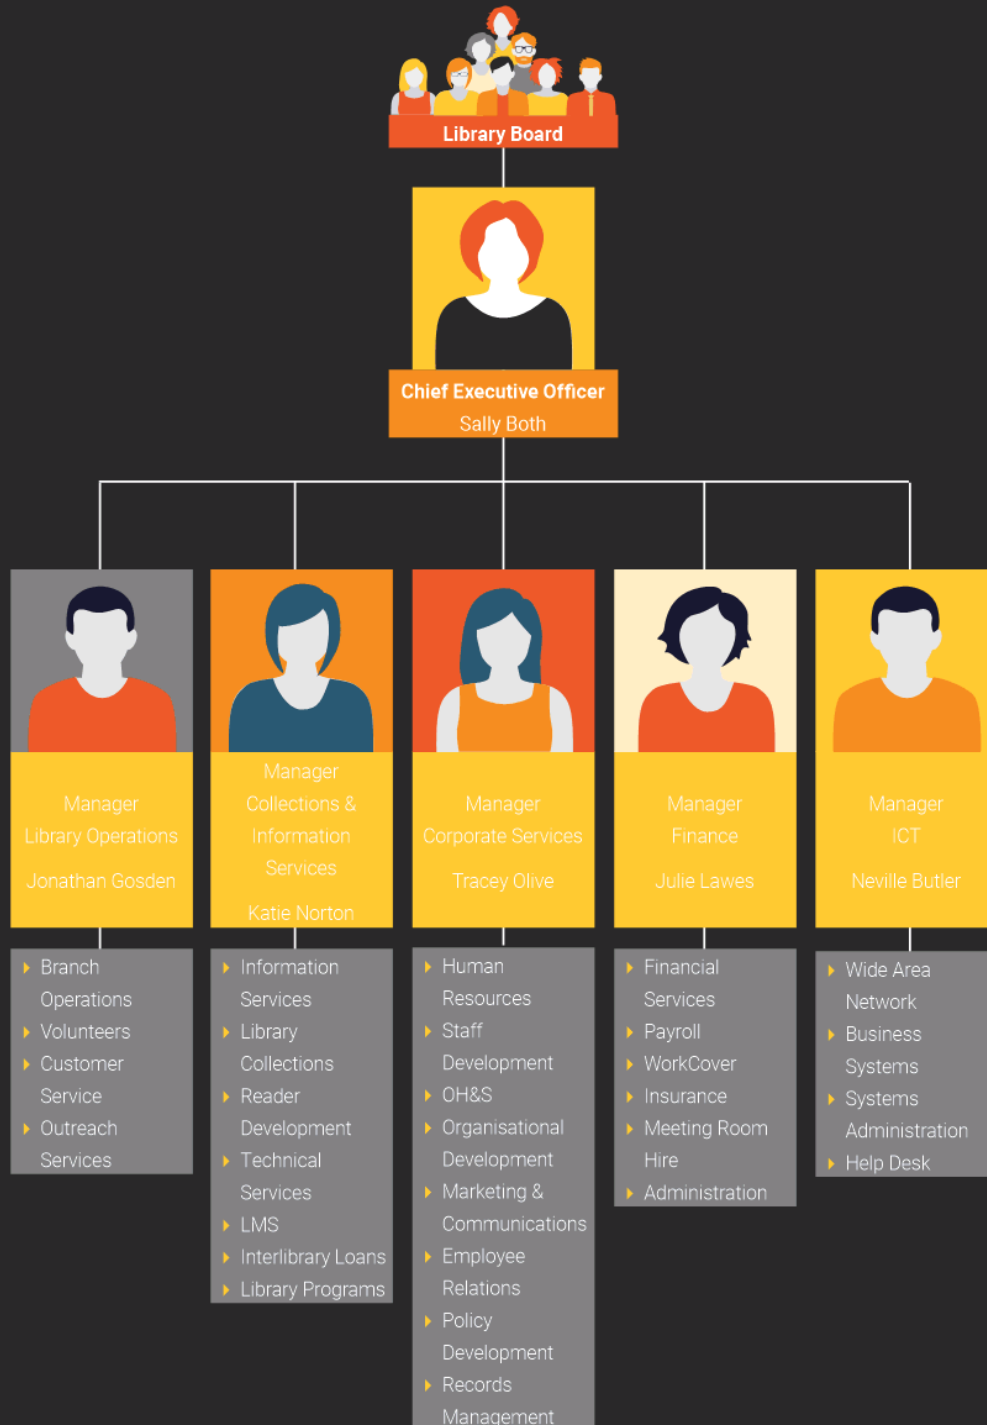 Library Board
Chief Executive Officer
Sally Both
Manager
Library Operations
Jonathan Gosden
Manager
Collections &
Information
Services
Katie Norton
Manager
Corporate Services
Tracey Olive
Manager
Finance
Julie Lawes
Manager
ICT
Neville Butler
Branch
Operations
Volunteers
Customer
Service
Outreach
Services
Information
Services
Library
Collections
Reader
Development
Technical
Services
LMS
Interlibrary Loans
Library Programs
Human
Resources
Staff
Development
OH&S
Organisational
Development
Marketing &
Communications
Employee
Relations
Policy
Development
Records
Management
Financial
Services
Payroll
WorkCover
Insurance
Meeting Room
Hire
Administration
Wide Area
Network
Business
Systems
Systems
Administration
Help Desk